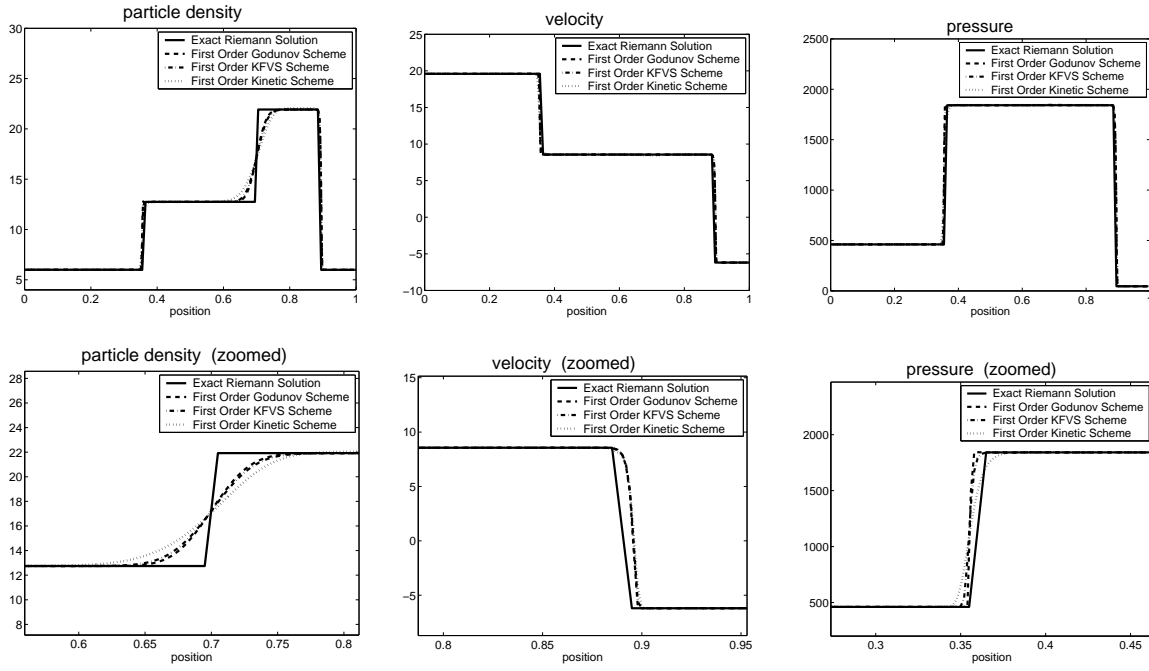 particle density
30
25
20
15
10
5
0
0.2
0.4
0.6
0.8
1
position
Exact Riemann Solution
First Order Godunov Scheme
First Order KFVS Scheme
First Order Kinetic Scheme
velocity
25
20
15
10
5
0
−5
−10
0
0.2
0.4
0.6
0.8
1
position
Exact Riemann Solution
First Order Godunov Scheme
First Order KFVS Scheme
First Order Kinetic Scheme
pressure
2500
2000
1500
1000
500
0
0
0.2
0.4
0.6
0.8
1
position
Exact Riemann Solution
First Order Godunov Scheme
First Order KFVS Scheme
First Order Kinetic Scheme
particle density (zoomed)
28
26
24
22
20
18
16
14
12
10
8
0.6
0.65
0.7
0.75
0.8
position
Exact Riemann Solution
First Order Godunov Scheme
First Order KFVS Scheme
First Order Kinetic Scheme
velocity (zoomed)
15
10
5
0
−5
0.8
0.85
0.9
0.95
position
Exact Riemann Solution
First Order Godunov Scheme
First Order KFVS Scheme
First Order Kinetic Scheme
pressure (zoomed)
2000
1500
1000
500
0.3
0.35
0.4
0.45
position
Exact Riemann Solution
First Order Godunov Scheme
First Order KFVS Scheme
First Order Kinetic Scheme